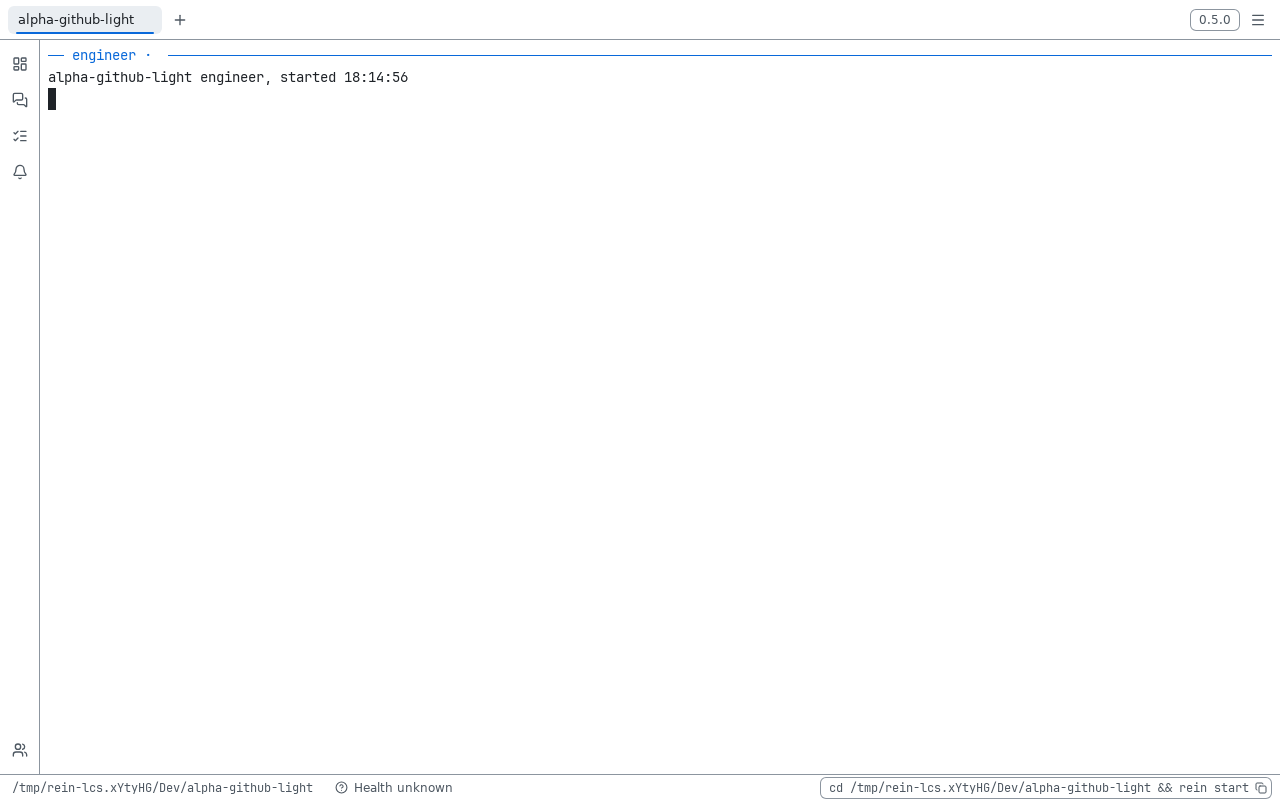 alpha-github-light
0.5.0
engineer ·
alpha-github-light engineer, started 18:14:56
/tmp/rein-lcs.xYtyHG/Dev/alpha-github-light
Health unknown
cd /tmp/rein-lcs.xYtyHG/Dev/alpha-github-light && rein start